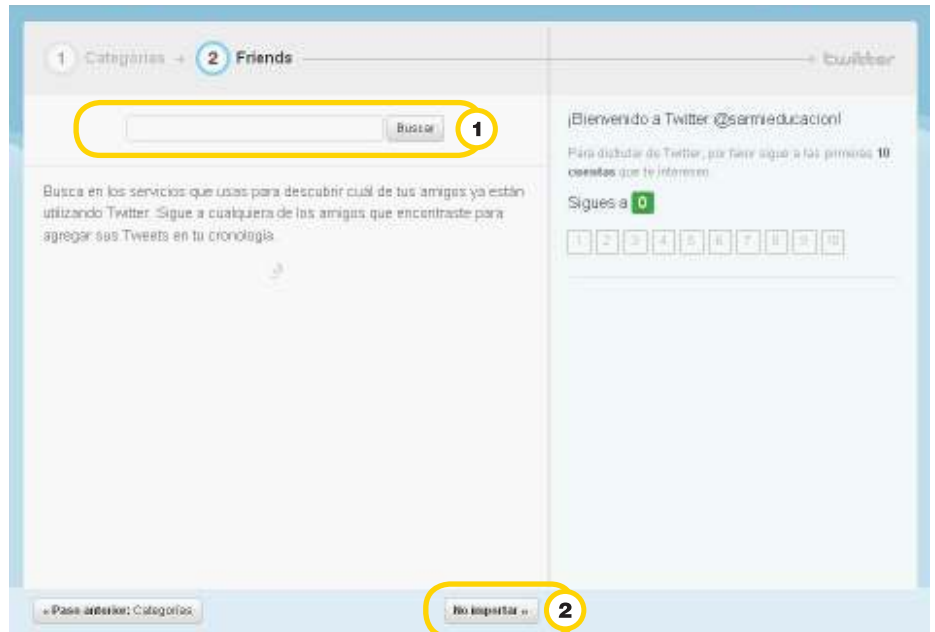 1 Categorías → 2 Friends
twitter
Buscar
1
Busca en los servicios que usas para descubrir cuál de tus amigos ya están
utilizando Twitter. Sigue a cualquiera de los amigos que encontraste para
agregar sus Tweets en tu cronología.
¡Bienvenido a Twitter @sarmieducacion!
Para disfrutar de Twitter, por favor sigue a las primeras 10
cuentas que te interesen.
Sigues a 0
1 2 3 4 5 6 7 8 9 10
« Paso anterior: Categorías
No importar »
2